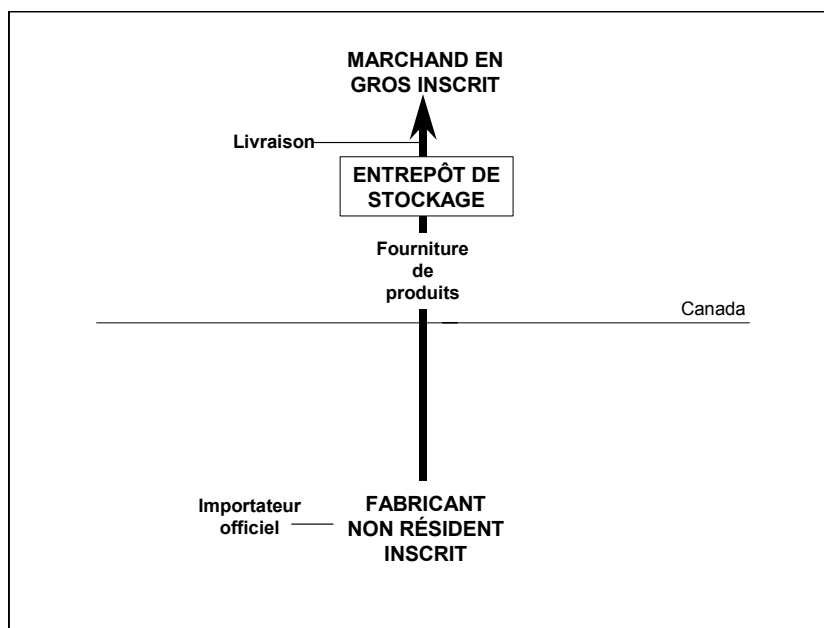 MARCHAND EN
GROS INSCRIT
Livraison
ENTREPÔT DE
STOCKAGE
Fourniture
de
produits
Canada
Importateur
officiel
FABRICANT
NON RÉSIDENT
INSCRIT